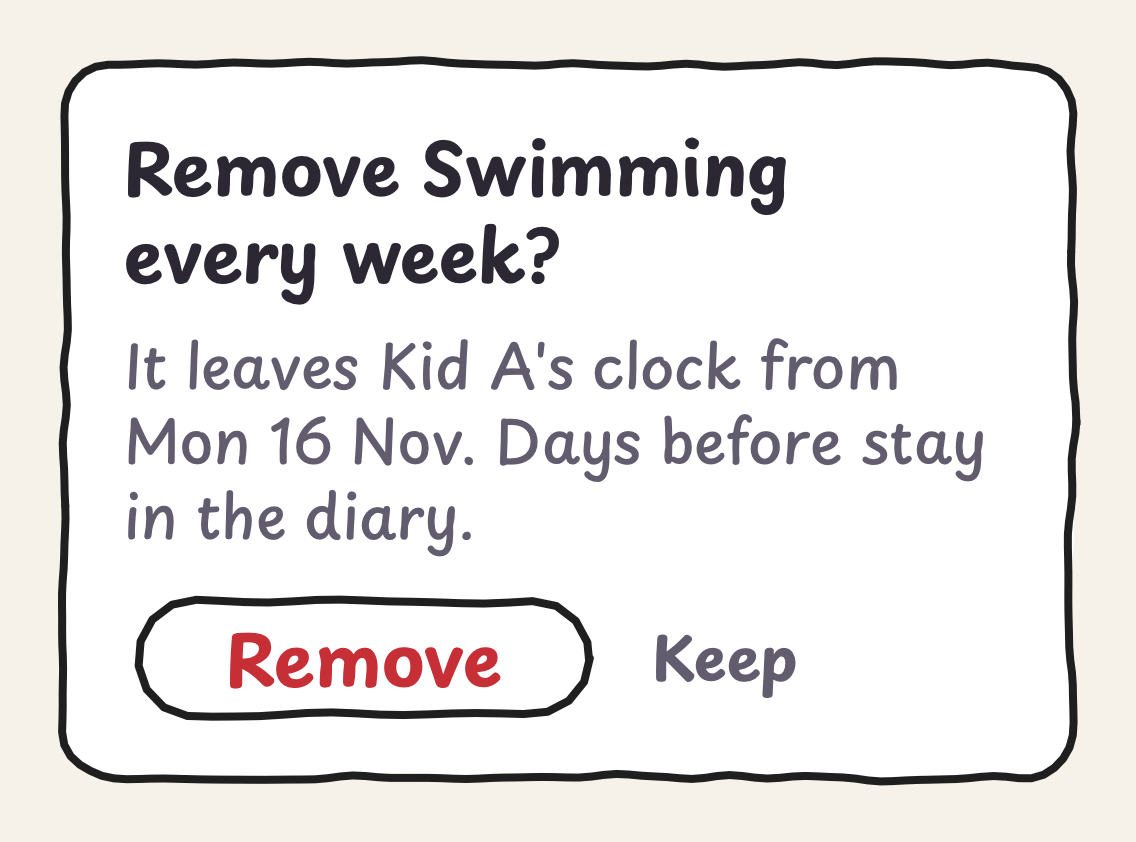 Remove Swimming
every week?
It leaves Kid A's clock from
Mon 16 Nov. Days before stay
in the diary.
Remove
Keep